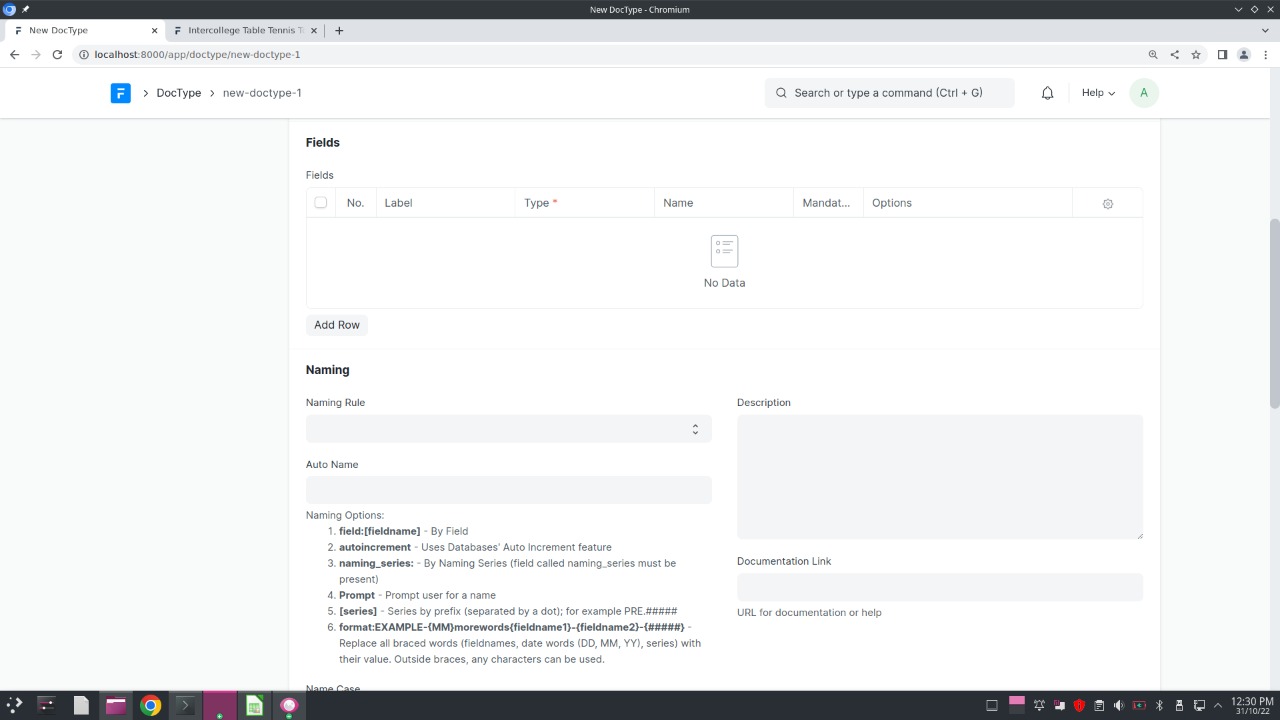 New DocType - Chromium
New DocType
Intercollege Table Tennis
localhost:8000/app/doctype/new-doctype-1
DocType
new-doctype-1
Search or type a command (Ctrl + G)
Help
A
Fields
Fields
No.
Label
Type *
Name
Mandat...
Options
No Data
Add Row
Naming
Naming Rule
Auto Name
Naming Options:
1. field:[fieldname] - By Field
2. autoincrement - Uses Databases' Auto Increment feature
3. naming_series: - By Naming Series (field called naming_series must be
present)
4. Prompt - Prompt user for a name
5. [series] - Series by prefix (separated by a dot); for example PRE.#####
6. format:EXAMPLE-{MM}morewords{fieldname1}-{fieldname2}-{#####} -
Replace all braced words (fieldnames, date words (DD, MM, YY), series) with
their value. Outside braces, any characters can be used.
Name Case
Description
Documentation Link
URL for documentation or help
12:30 PM
31/10/22